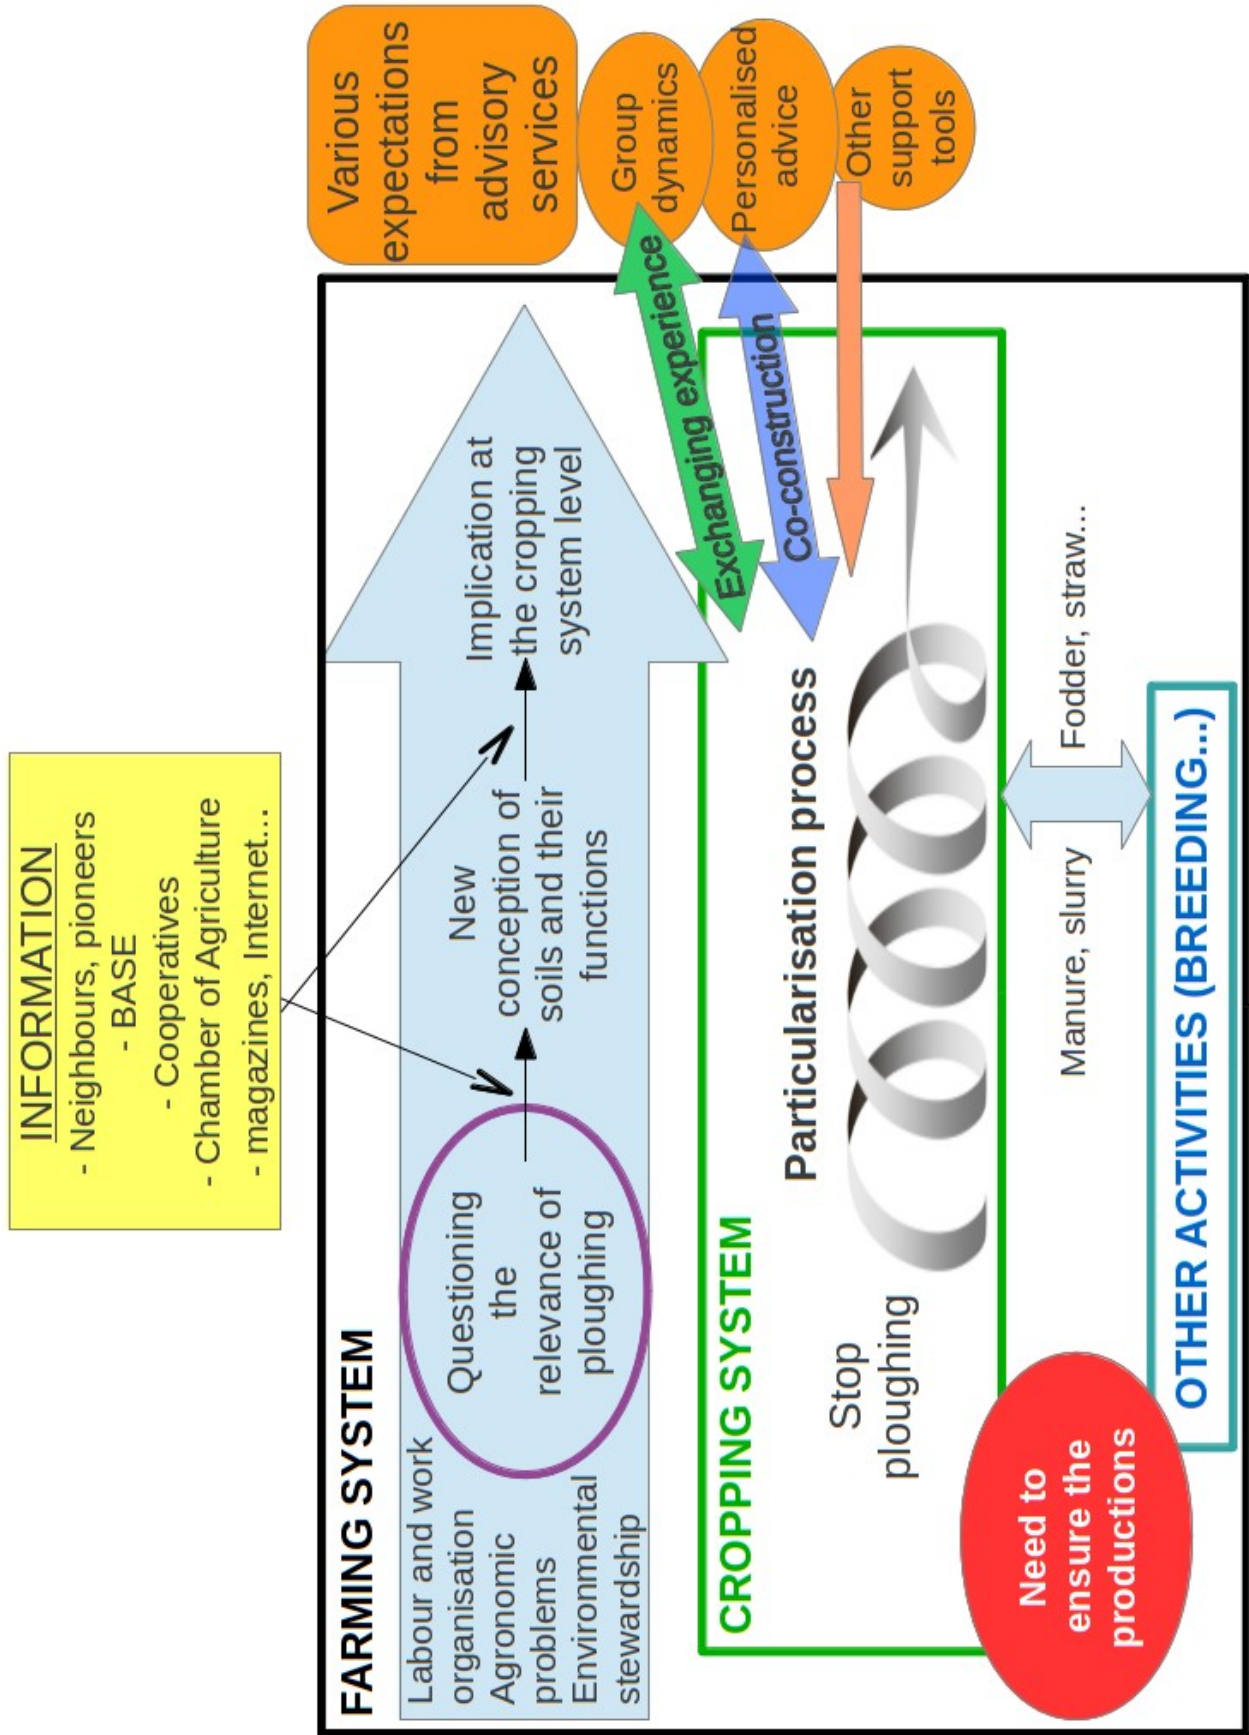 INFORMATION
- Neighbours, pioneers
- BASE
- Cooperatives
- Chamber of Agriculture
- magazines, Internet...
FARMING SYSTEM
Labour and work
organisation
Agronomic
problems
Environmental
stewardship
Questioning
the
relevance of
ploughing
New
conception of
soils and their
functions
Implication at
the cropping
system level
Various
expectations
from
advisory
services
Group
dynamics
Personalised
advice
Other
support
tools
Exchanging experience
Co-construction
CROPPING SYSTEM
Particularisation process
Stop
ploughing
Need to
ensure the
productions
Manure, slurry
Fodder, straw...
OTHER ACTIVITIES (BREEDING...)